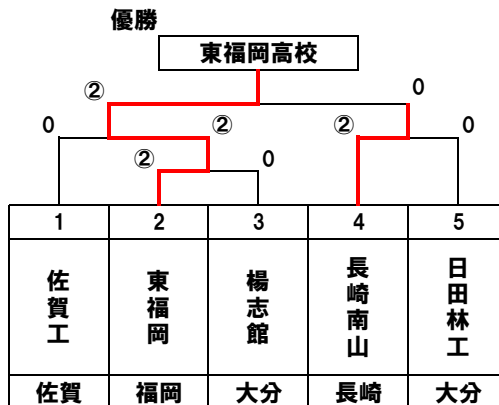 優勝
東福岡高校
② 0
0 ② ② 0
② 0
1 2 3 4 5
佐賀工 東福岡 楊志館 長崎南山 日田林工
佐賀 福岡 大分 長崎 大分